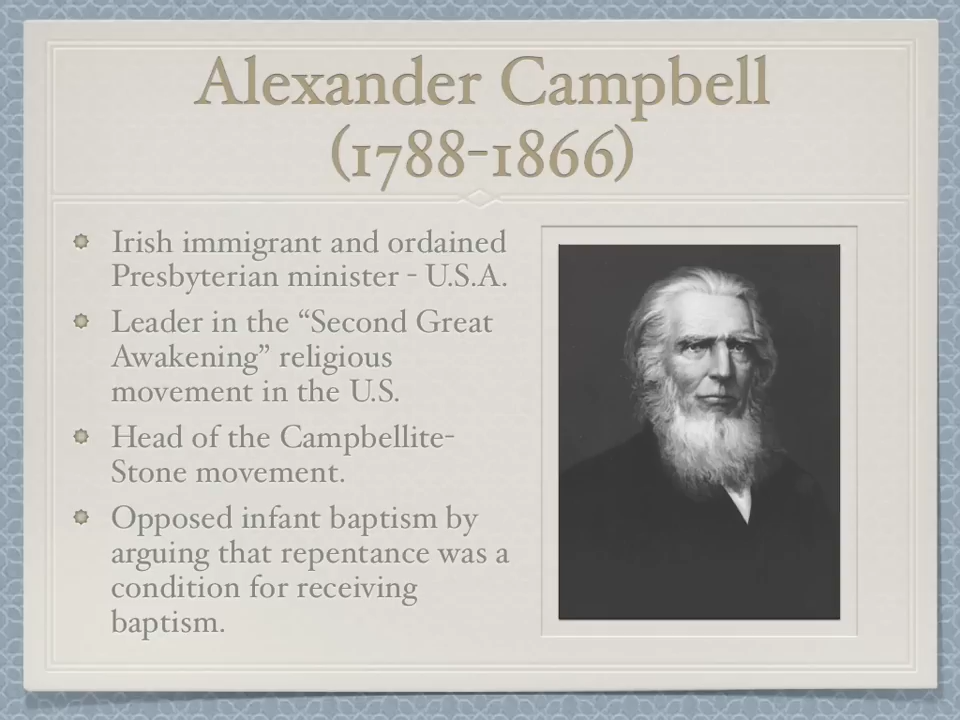 Alexander Campbell
(1788-1866)
Irish immigrant and ordained
Presbyterian minister - U.S.A.
Leader in the “Second Great
Awakening” religious
movement in the U.S.
Head of the Campbellite-
Stone movement.
Opposed infant baptism by
arguing that repentance was a
condition for receiving
baptism.